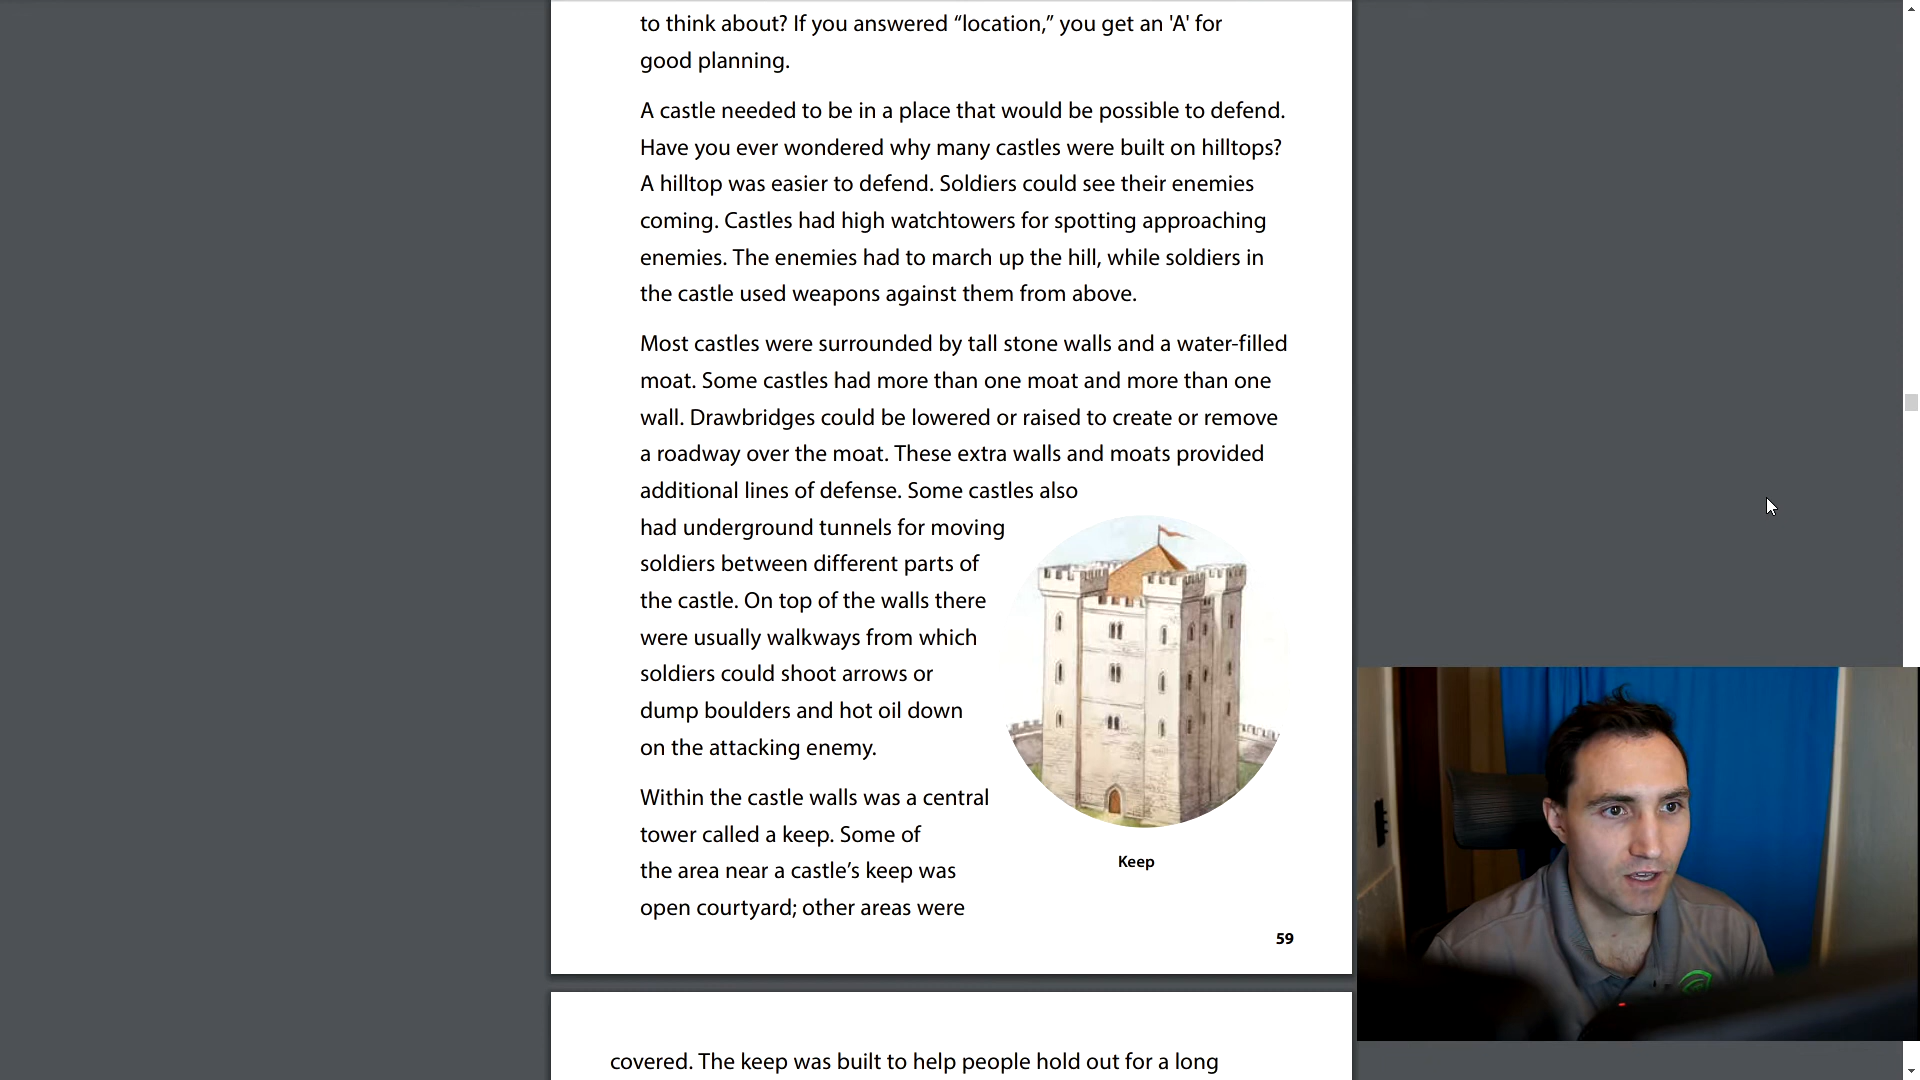 to think about? If you answered “location,” you get an 'A' for
good planning.
A castle needed to be in a place that would be possible to defend.
Have you ever wondered why many castles were built on hilltops?
A hilltop was easier to defend. Soldiers could see their enemies
coming. Castles had high watchtowers for spotting approaching
enemies. The enemies had to march up the hill, while soldiers in
the castle used weapons against them from above.
Most castles were surrounded by tall stone walls and a water-filled
moat. Some castles had more than one moat and more than one
wall. Drawbridges could be lowered or raised to create or remove
a roadway over the moat. These extra walls and moats provided
additional lines of defense. Some castles also
had underground tunnels for moving
soldiers between different parts of
the castle. On top of the walls there
were usually walkways from which
soldiers could shoot arrows or
dump boulders and hot oil down
on the attacking enemy.
Within the castle walls was a central
tower called a keep. Some of
the area near a castle’s keep was
open courtyard; other areas were
Keep
59
covered. The keep was built to help people hold out for a long